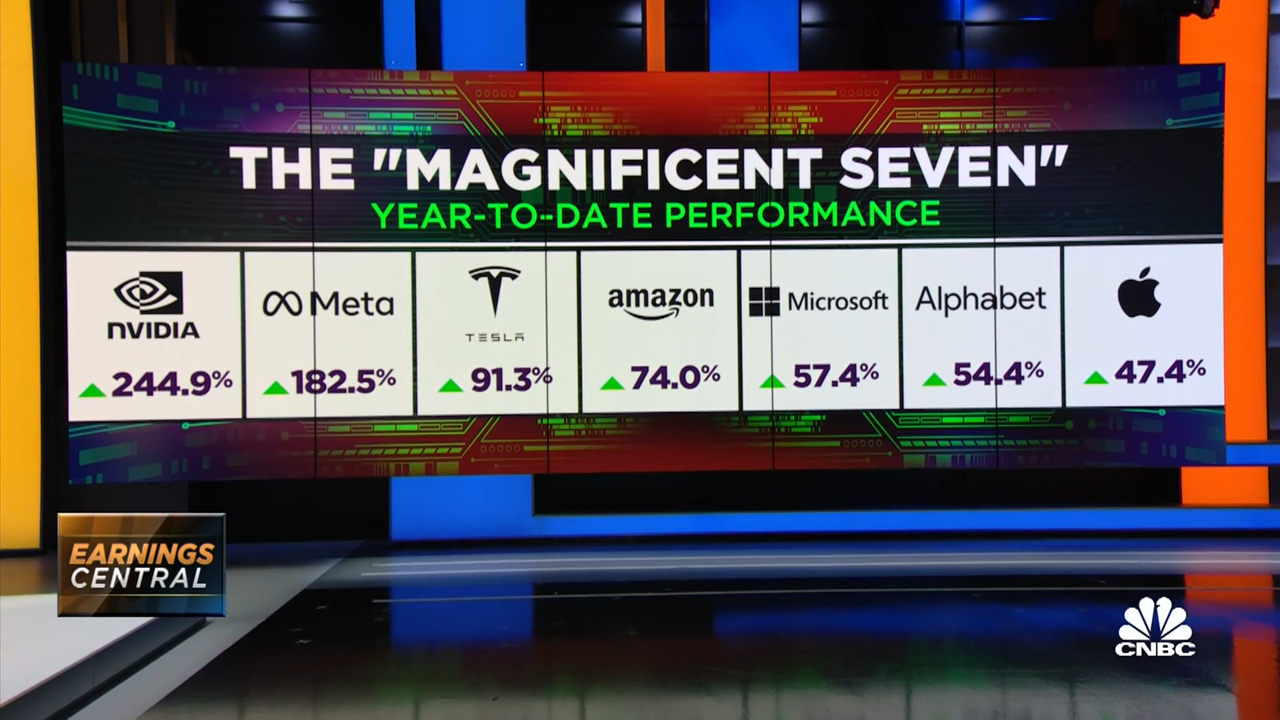 THE "MAGNIFICENT SEVEN"
YEAR-TO-DATE PERFORMANCE
NVIDIA
244.9%
Meta
182.5%
TESLA
91.3%
amazon
74.0%
Microsoft
57.4%
Alphabet
54.4%
47.4%
EARNINGS
CENTRAL
CNBC